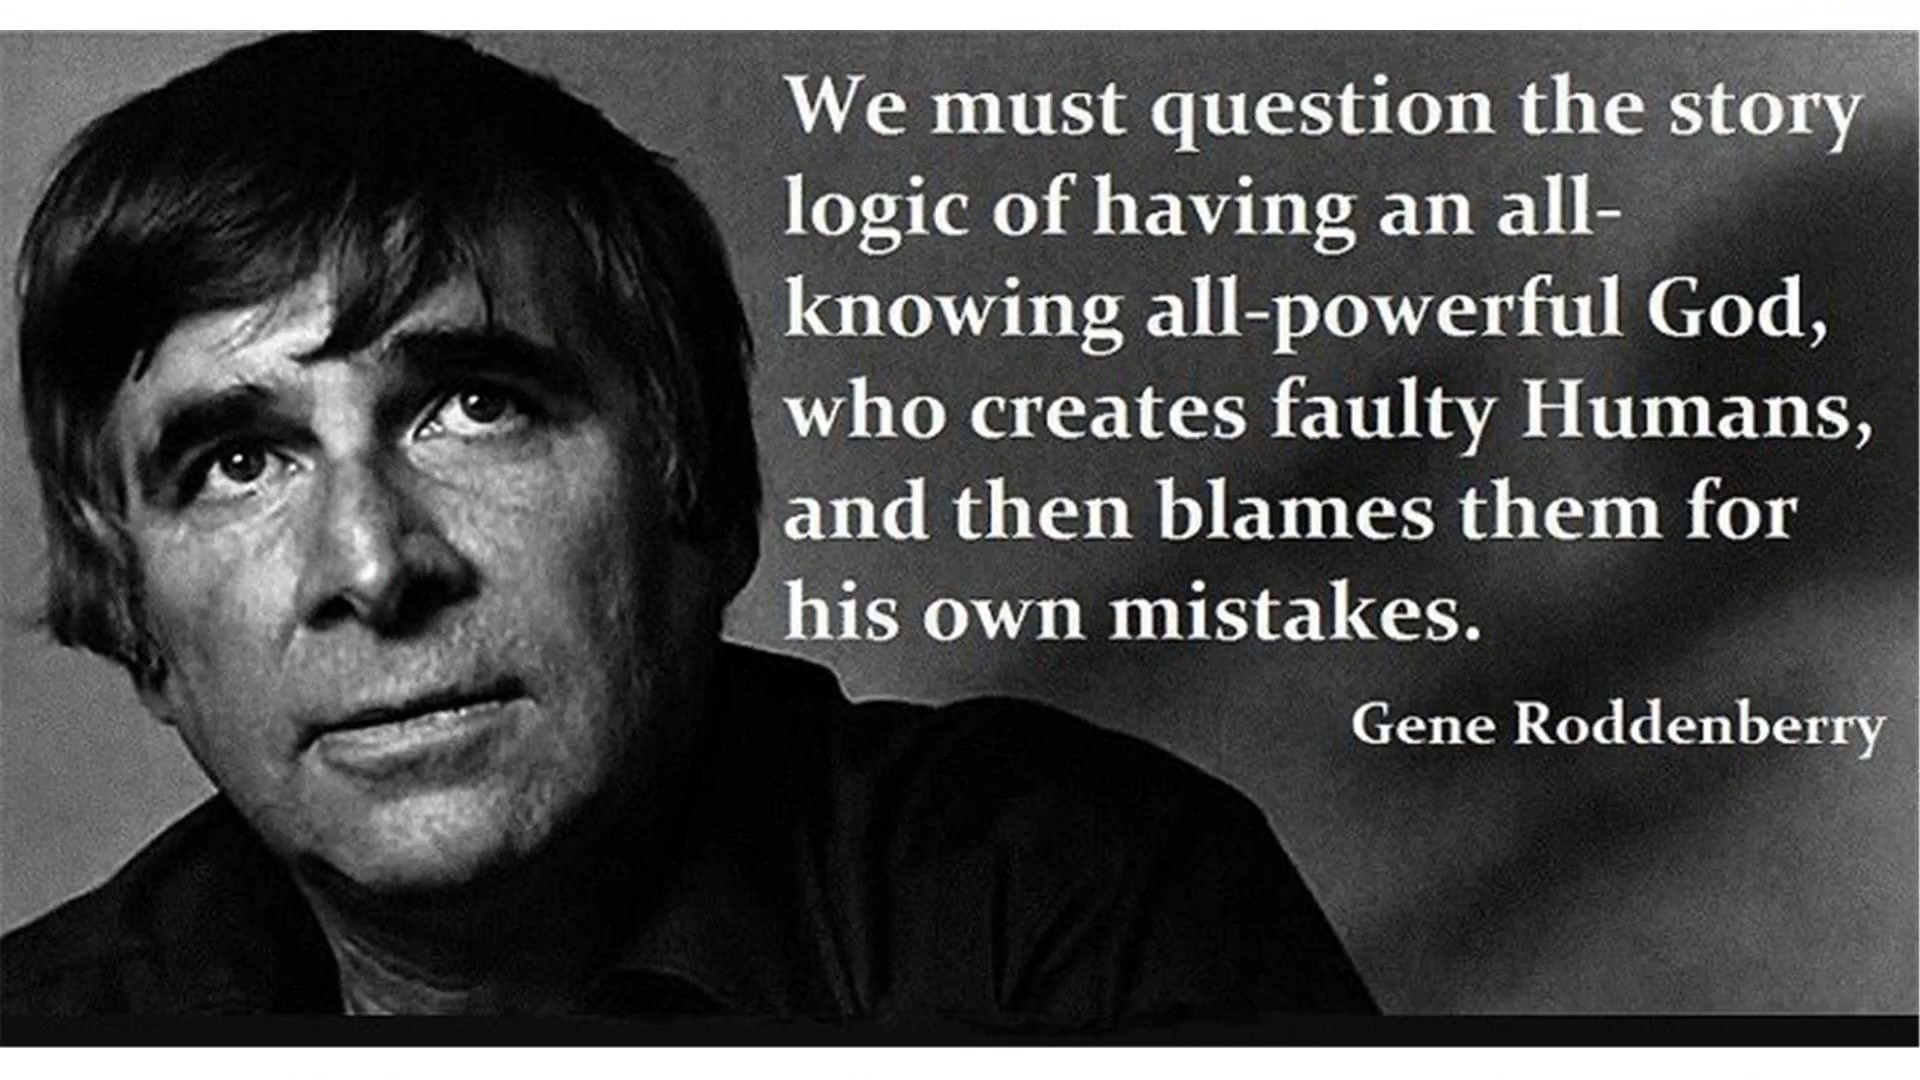 We must question the story
logic of having an all-
knowing all-powerful God,
who creates faulty Humans,
and then blames them for
his own mistakes.
Gene Roddenberry